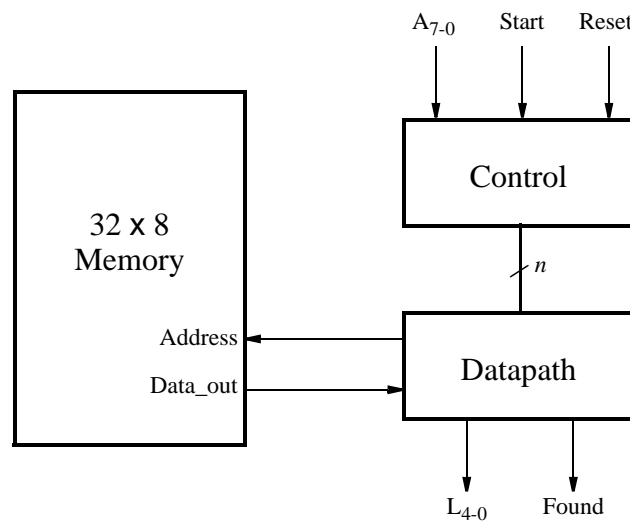 A7-0 Start Reset
Control
32 x 8
Memory
n
Address
Data_out
Datapath
L4-0 Found